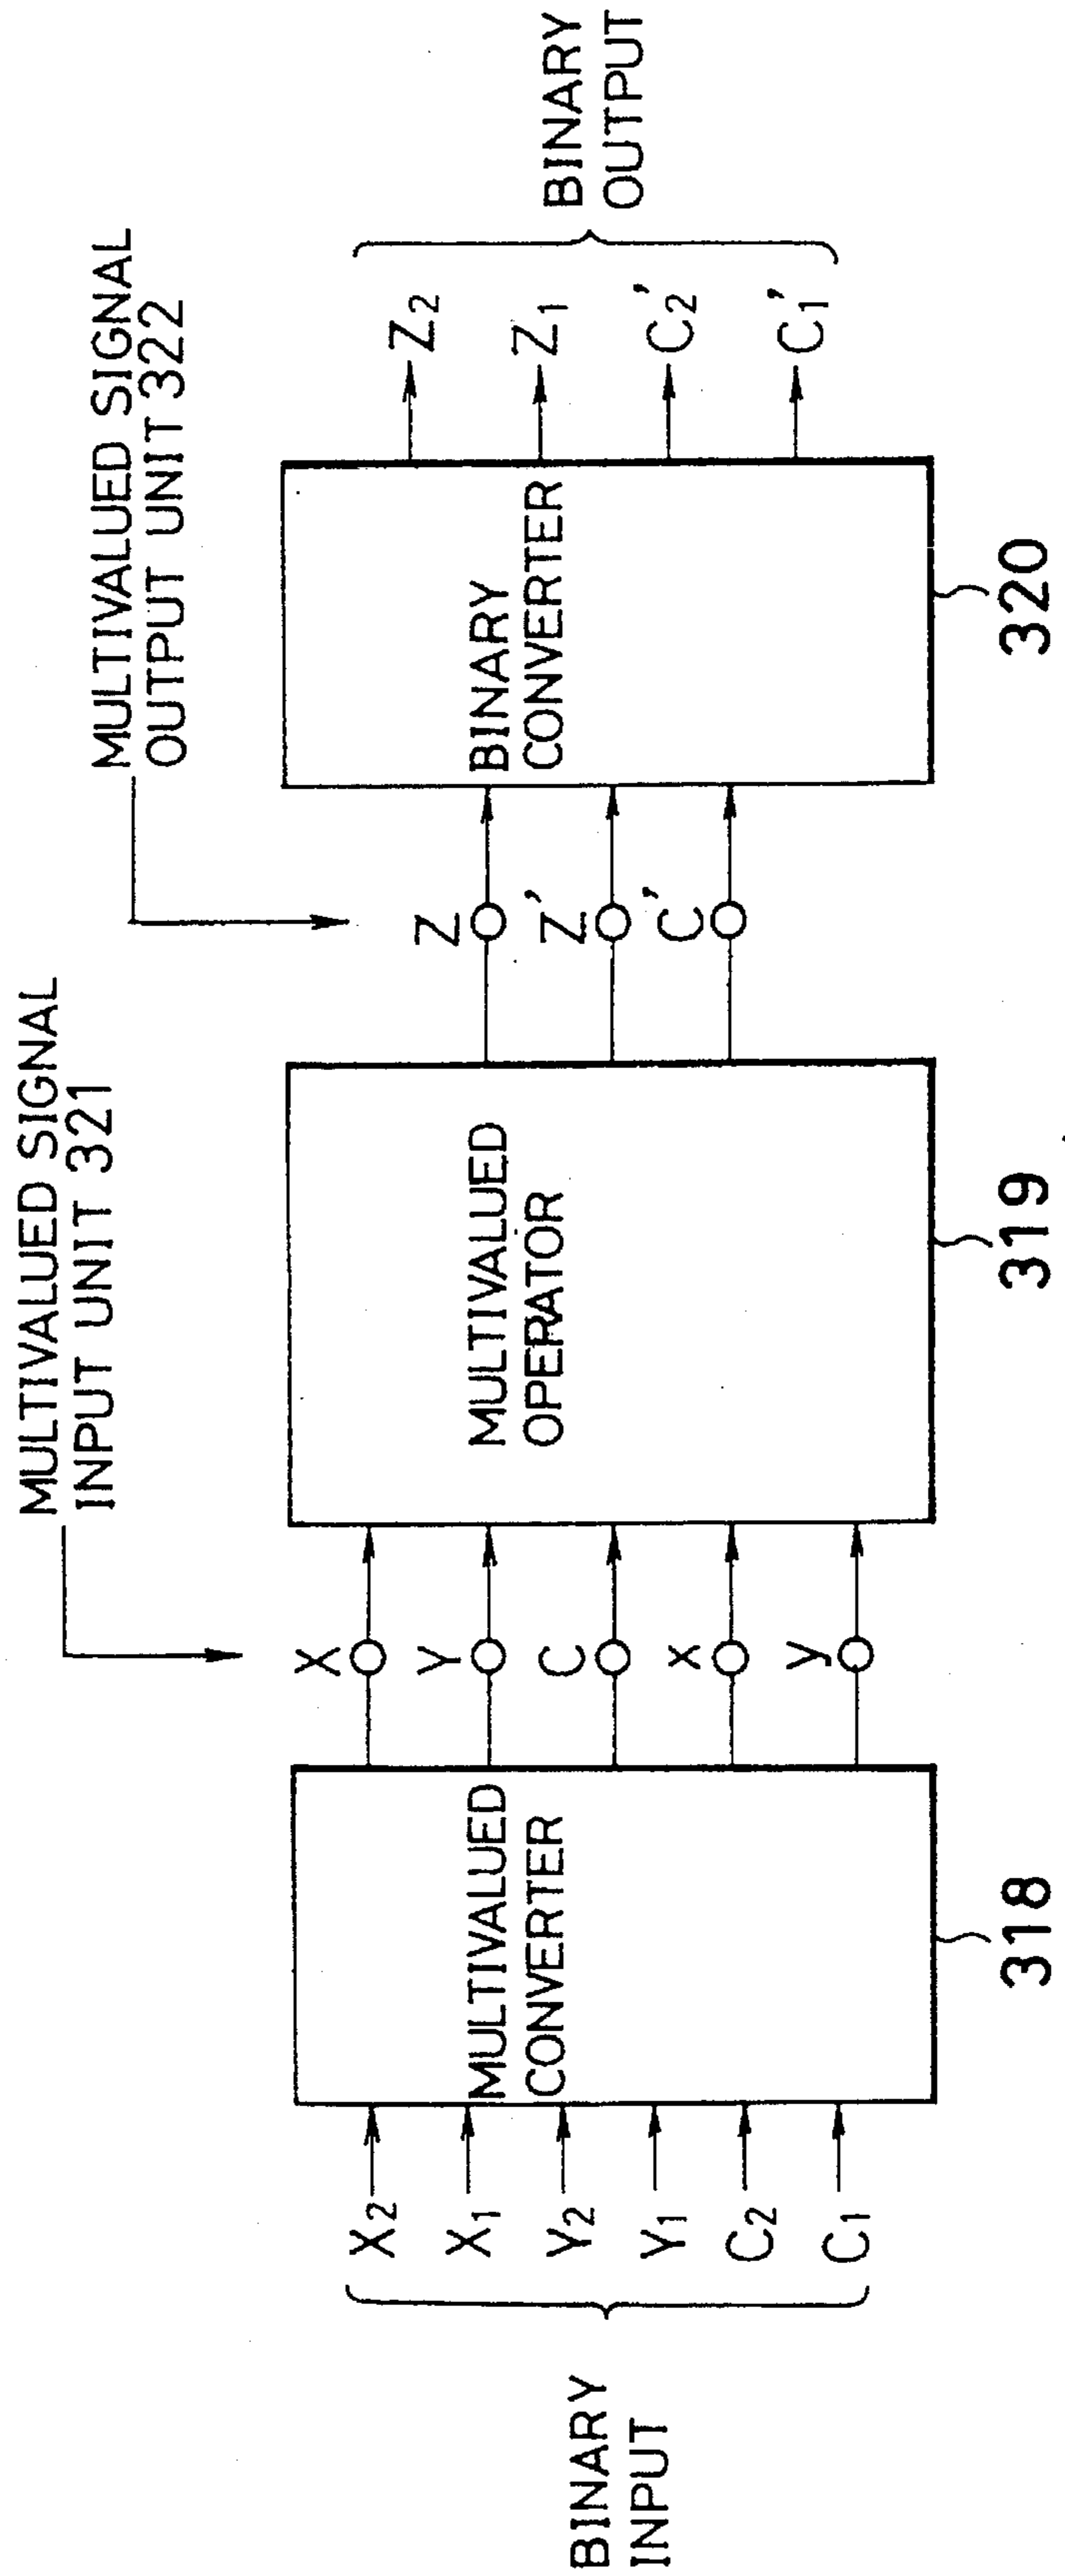 MULTIVALUED SIGNAL
INPUT UNIT 321
MULTIVALUED SIGNAL
OUTPUT UNIT 322
BINARY
INPUT
X2
X1
Y2
Y1
C2
C1
MULTIVALUED
CONVERTER
318
X
Y
C
x
y
MULTIVALUED
OPERATOR
319
Z
Z'
C'
BINARY
CONVERTER
320
Z2
Z1
C2'
C1'
BINARY
OUTPUT